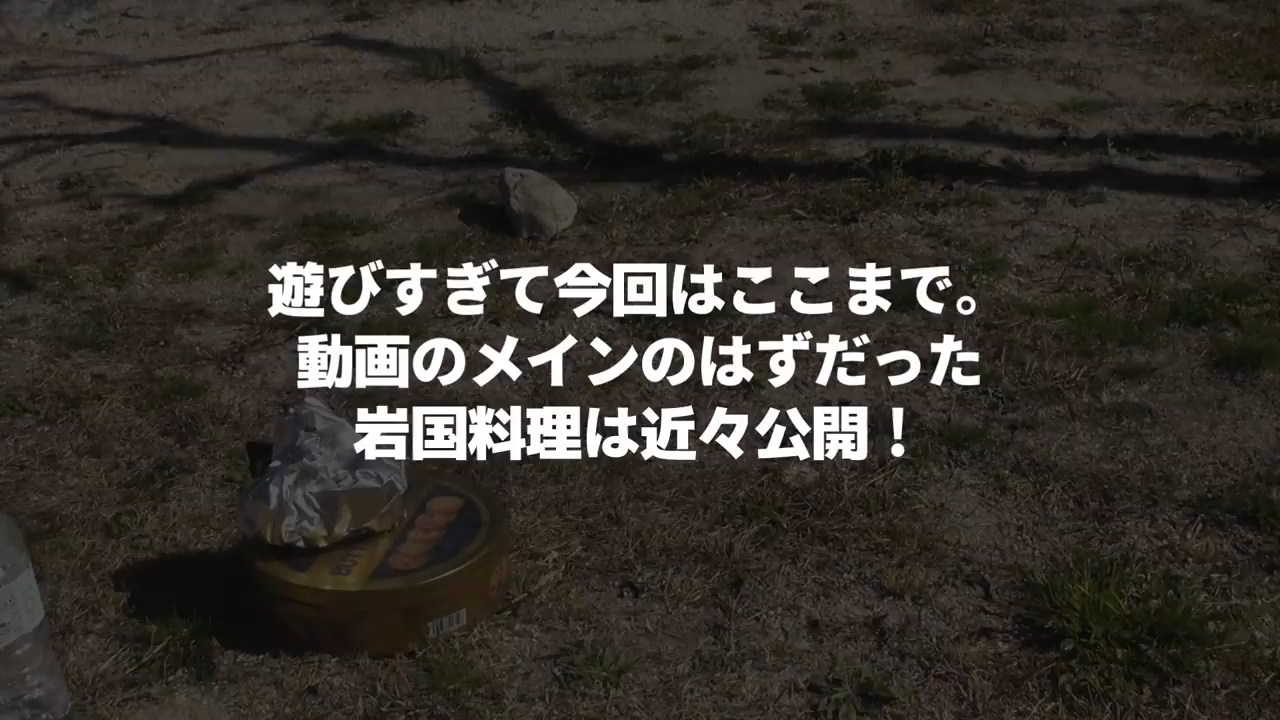 遊びすぎて今回はここまで。
動画のメインのはずだった
岩国料理は近々公開！